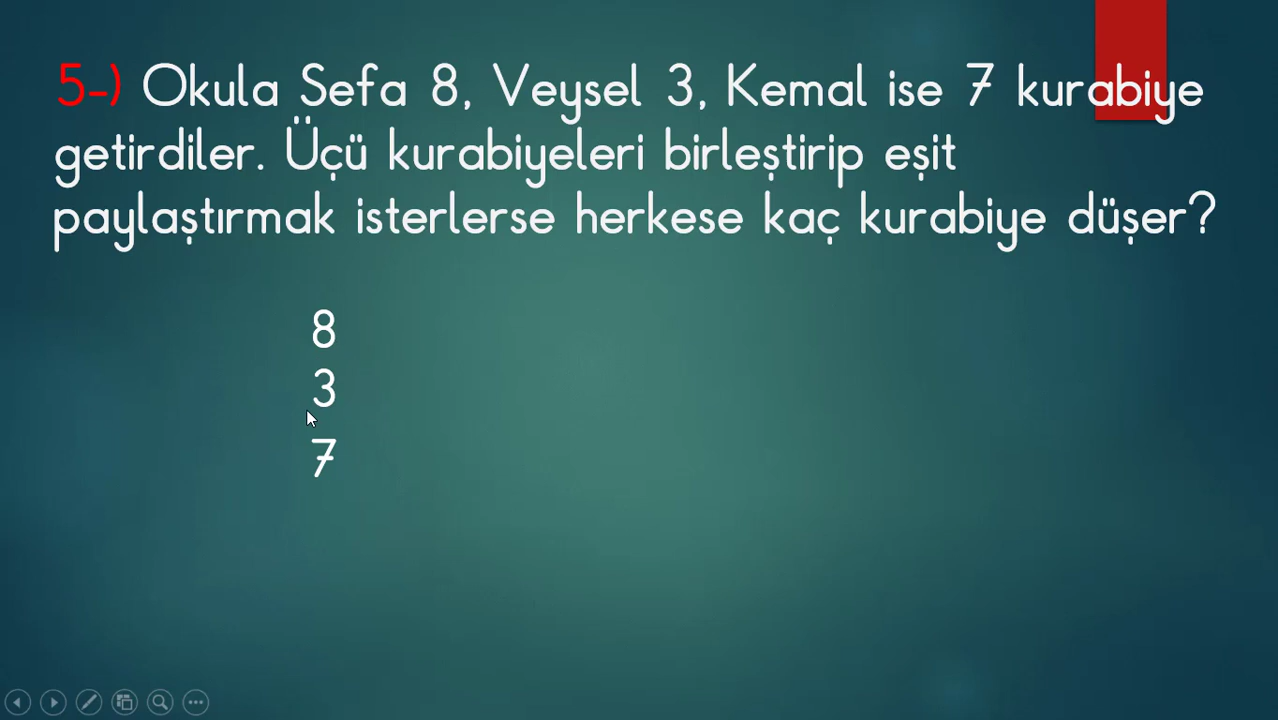 5-) Okula Sefa 8, Veysel 3, Kemal ise 7 kurabiye
getirdiler. Üçü kurabiyeleri birleştirip eşit
paylaştırmak isterlerse herkese kaç kurabiye düşer?
8
3
7